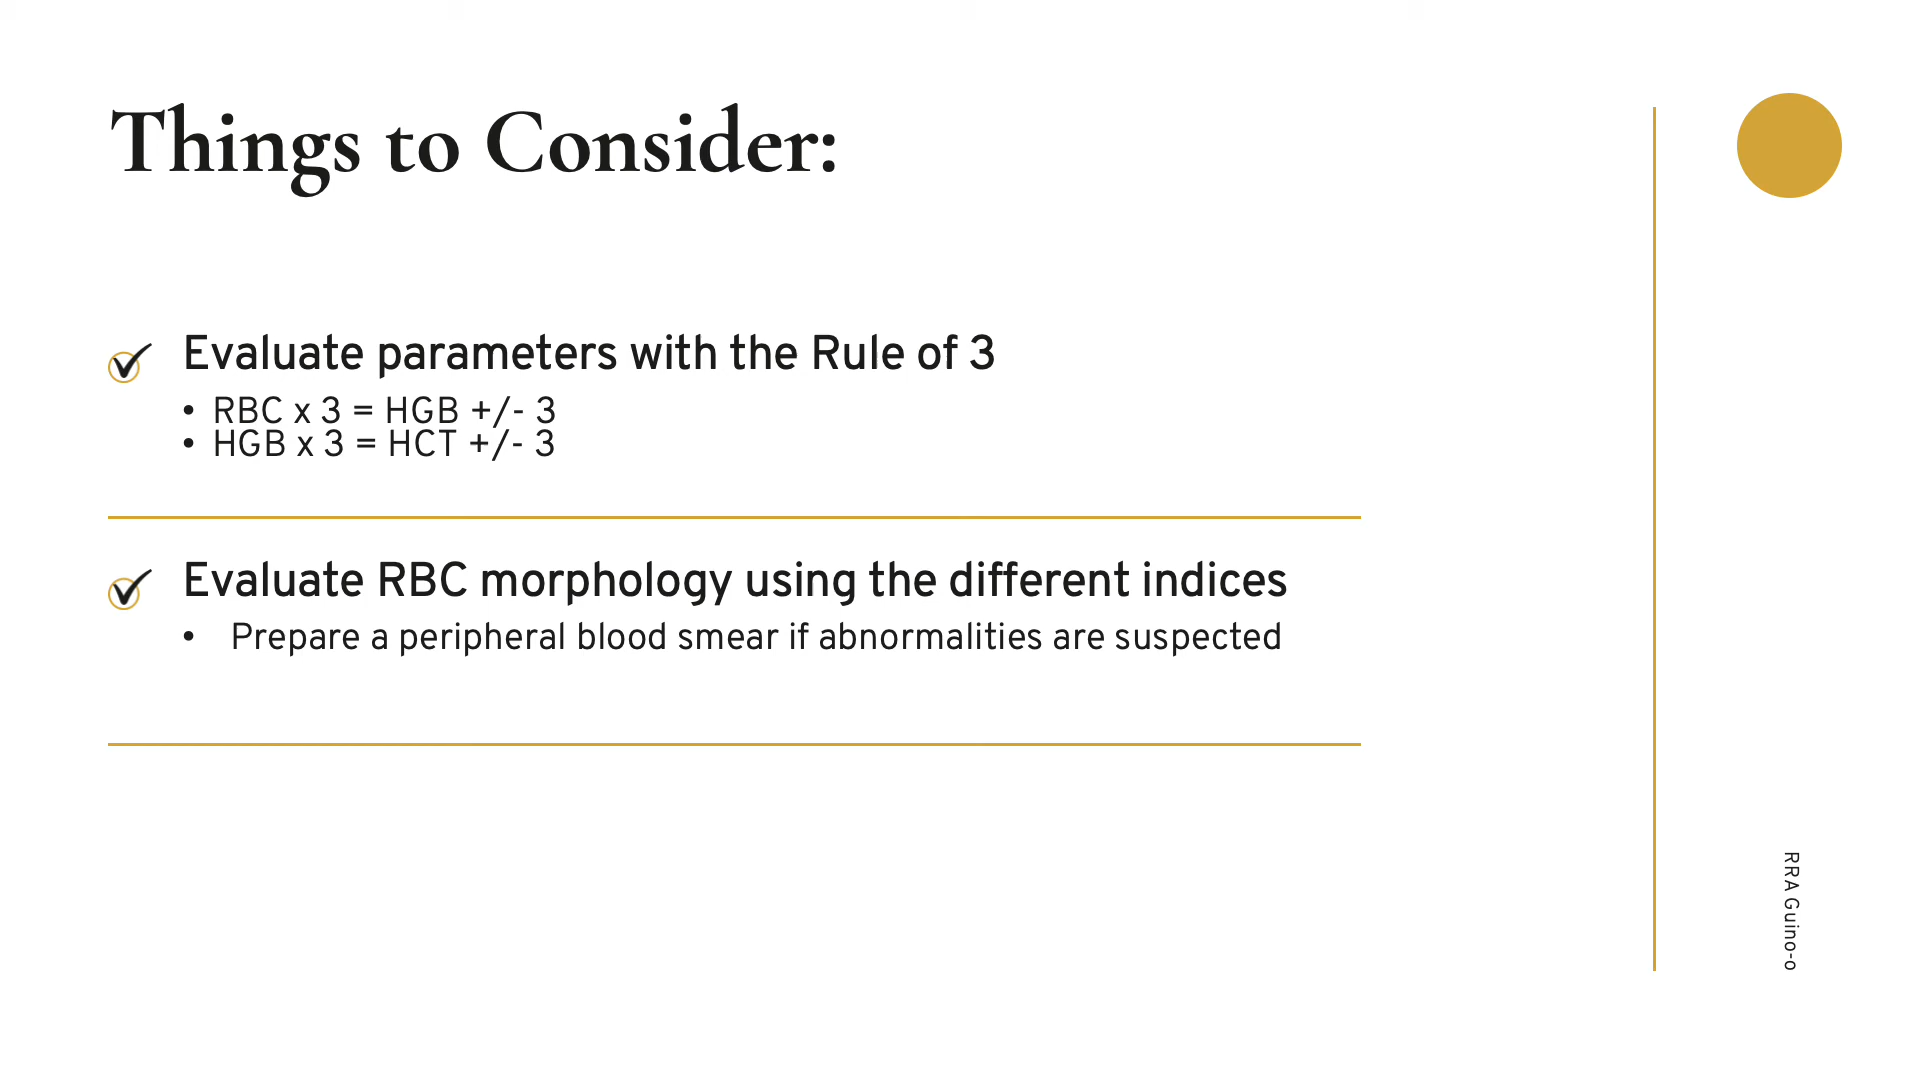 Things to Consider:
Evaluate parameters with the Rule of 3
• RBC x 3 = HGB +/- 3
• HGB x 3 = HCT +/- 3
Evaluate RBC morphology using the different indices
• Prepare a peripheral blood smear if abnormalities are suspected
RRA Guino-o